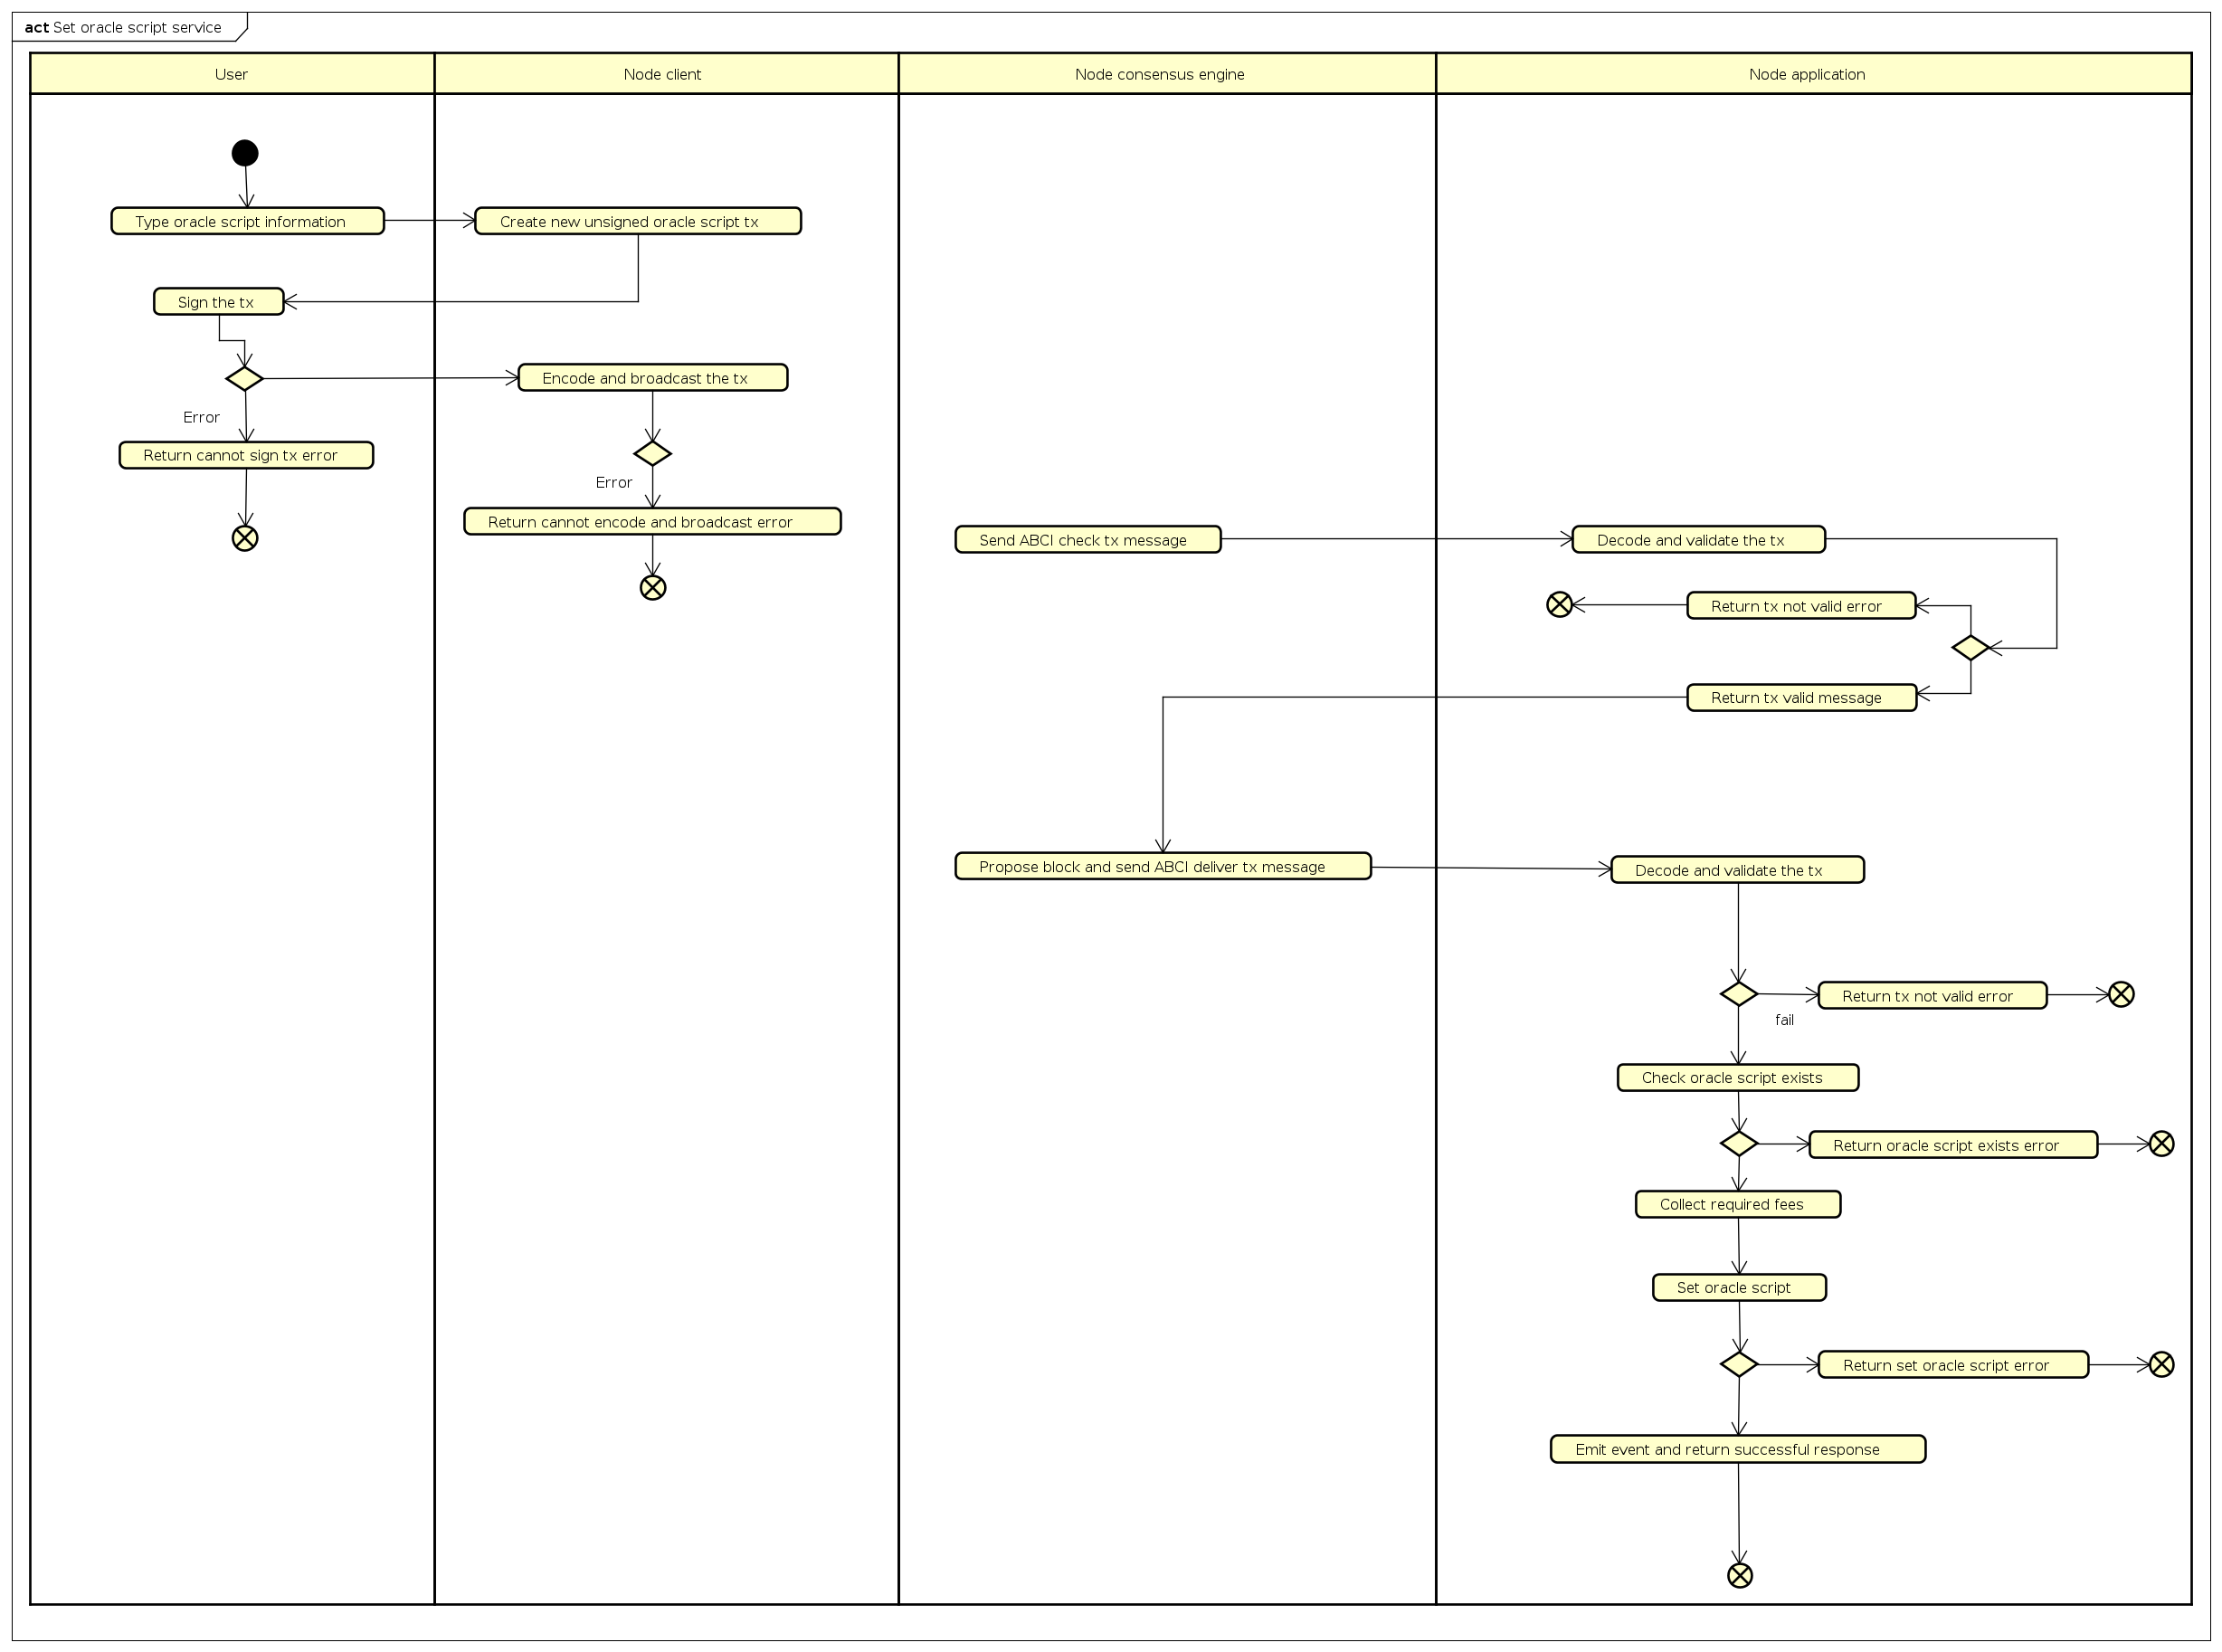 act Set oracle script service
User
Node client
Node consensus engine
Node application
Type oracle script information
Create new unsigned oracle script tx
Sign the tx
Encode and broadcast the tx
Error
Return cannot sign tx error
Error
Return cannot encode and broadcast error
Send ABCI check tx message
Decode and validate the tx
Return tx not valid error
Return tx valid message
Propose block and send ABCI deliver tx message
Decode and validate the tx
Return tx not valid error
fail
Check oracle script exists
Return oracle script exists error
Collect required fees
Set oracle script
Return set oracle script error
Emit event and return successful response